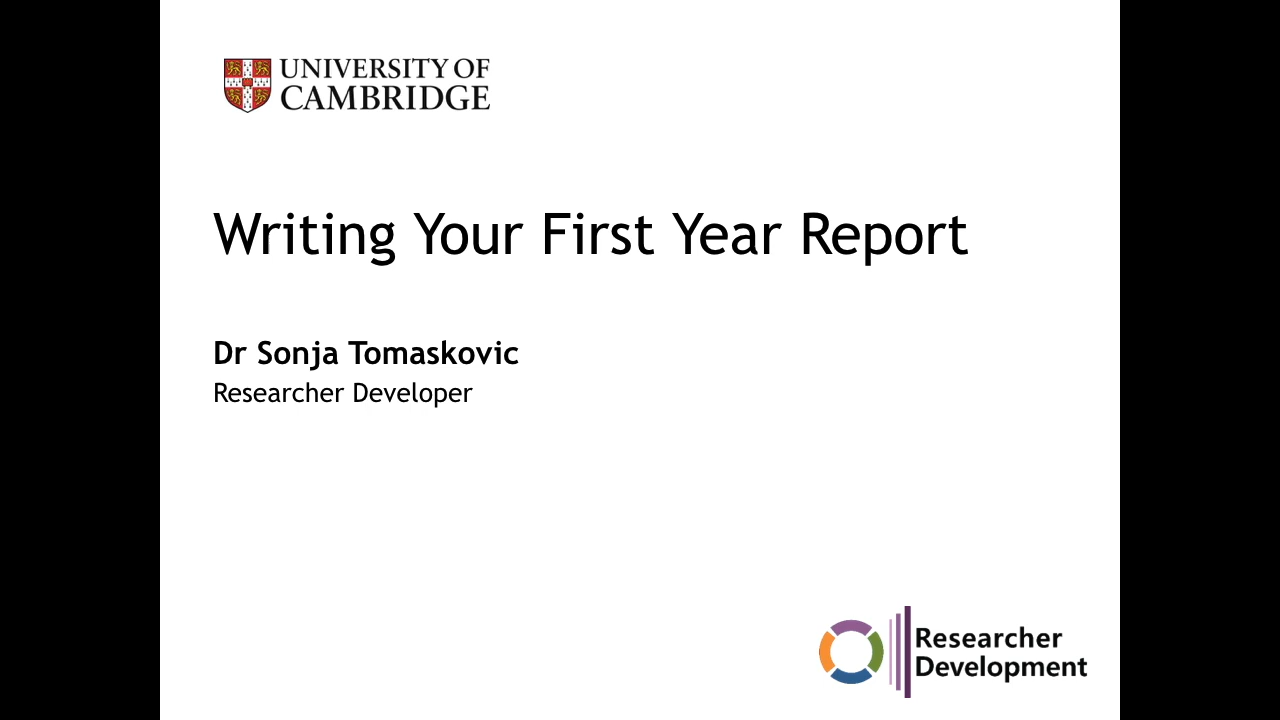 UNIVERSITY OF
CAMBRIDGE
Writing Your First Year Report
Dr Sonja Tomaskovic
Researcher Developer
Researcher
Development